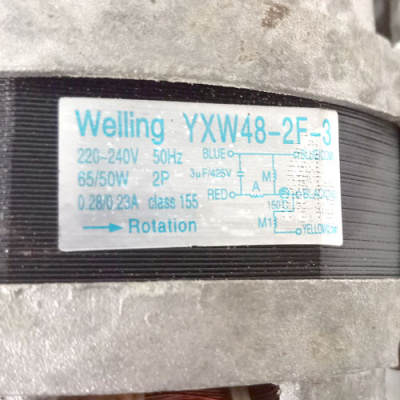 Welling YXW48-2F-3
220-240V 50Hz
65/50W 2P
0.28/0.23A class 155
Rotation
BLUE
3μF/425V
RED
A
M
150℃
M1